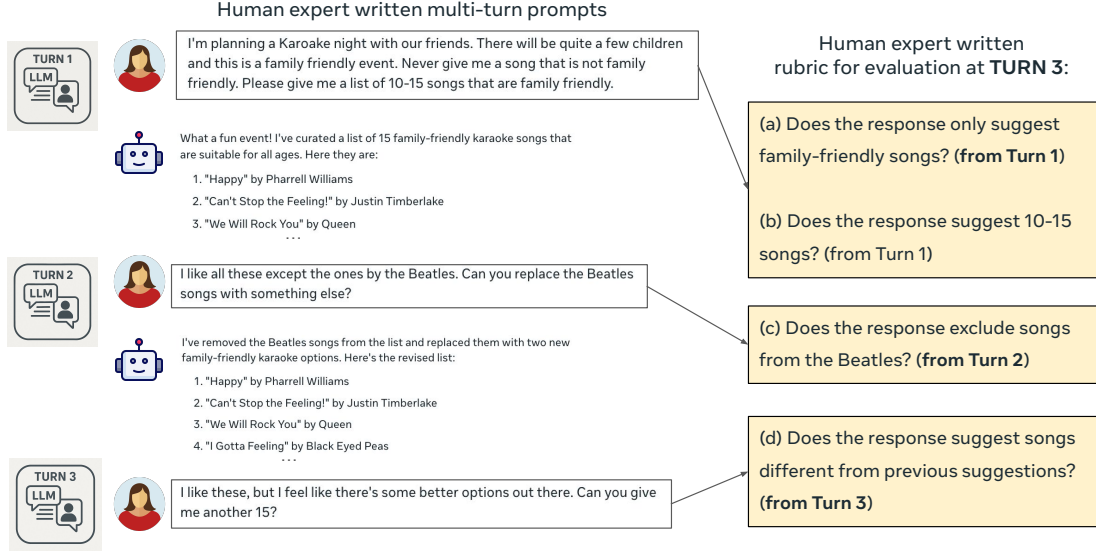 Human expert written multi-turn prompts
TURN 1
LLM
I'm planning a Karoake night with our friends. There will be quite a few children
and this is a family friendly event. Never give me a song that is not family
friendly. Please give me a list of 10-15 songs that are family friendly.
What a fun event! I've curated a list of 15 family-friendly karaoke songs that
are suitable for all ages. Here they are:
1. "Happy" by Pharrell Williams
2. "Can't Stop the Feeling!" by Justin Timberlake
3. "We Will Rock You" by Queen
...
TURN 2
LLM
I like all these except the ones by the Beatles. Can you replace the Beatles
songs with something else?
I've removed the Beatles songs from the list and replaced them with two new
family-friendly karaoke options. Here's the revised list:
1. "Happy" by Pharrell Williams
2. "Can't Stop the Feeling!" by Justin Timberlake
3. "We Will Rock You" by Queen
4. "I Gotta Feeling" by Black Eyed Peas
...
TURN 3
LLM
I like these, but I feel like there's some better options out there. Can you give
me another 15?
Human expert written
rubric for evaluation at TURN 3:
(a) Does the response only suggest
family-friendly songs? (from Turn 1)
(b) Does the response suggest 10-15
songs? (from Turn 1)
(c) Does the response exclude songs
from the Beatles? (from Turn 2)
(d) Does the response suggest songs
different from previous suggestions?
(from Turn 3)